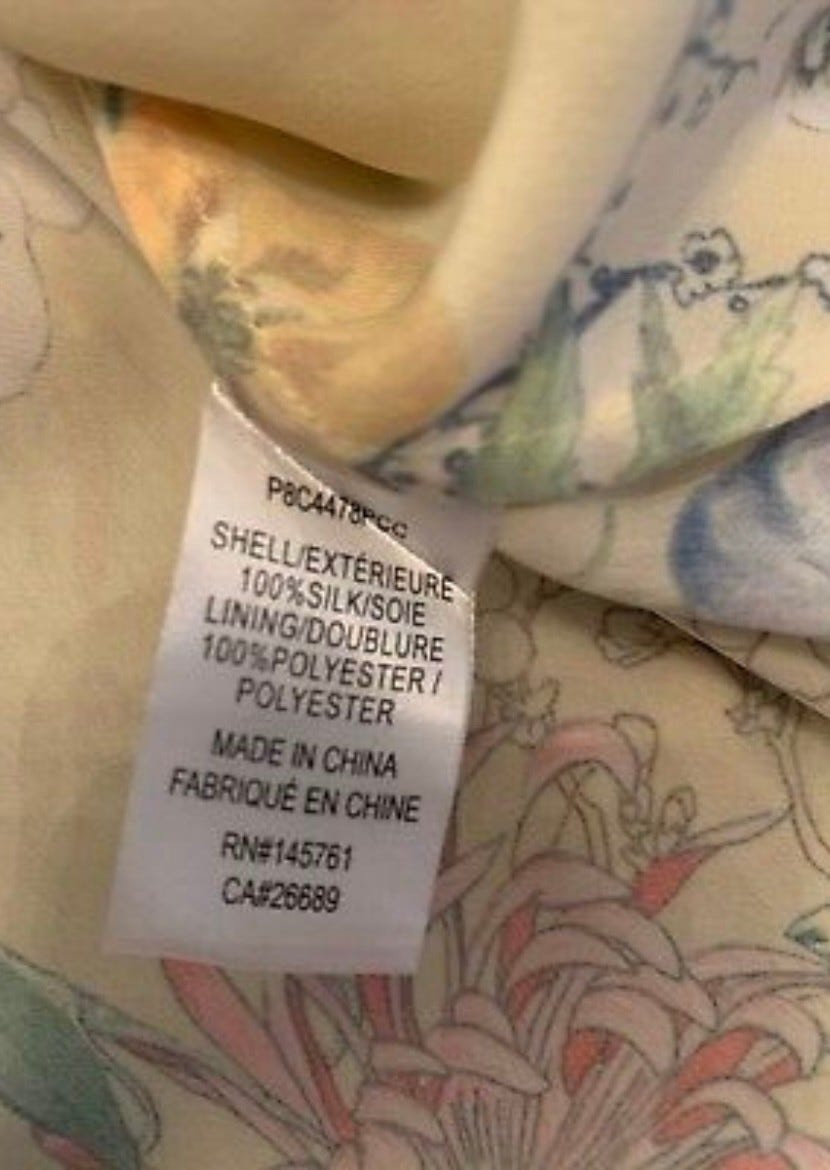 SHELL/EXTÉRIEURE
100%SILK/SOIE
LINING/DOUBLURE
100%POLYESTER /
POLYESTER
MADE IN CHINA
FABRIQUÉ EN CHINE
RN#145761
CA#26689